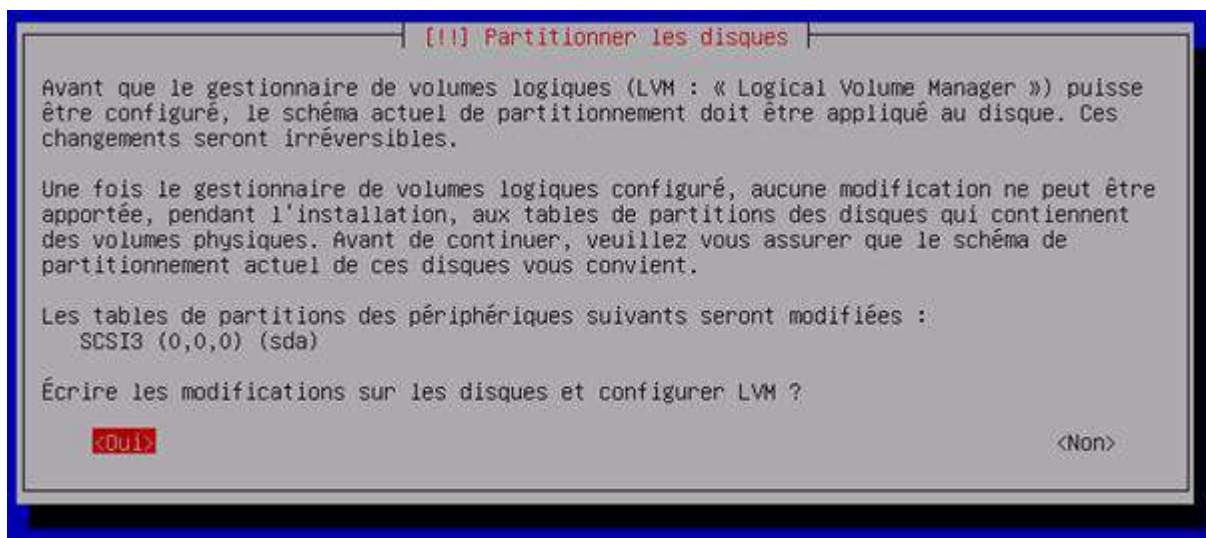 [!!] Partitionner les disques
Avant que le gestionnaire de volumes logiques (LVM : « Logical Volume Manager ») puisse
être configuré, le schéma actuel de partitionnement doit être appliqué au disque. Ces
changements seront irréversibles.
Une fois le gestionnaire de volumes logiques configuré, aucune modification ne peut être
apportée, pendant l'installation, aux tables de partitions des disques qui contiennent
des volumes physiques. Avant de continuer, veuillez vous assurer que le schéma de
partitionnement actuel de ces disques vous convient.
Les tables de partitions des périphériques suivants seront modifiées :
SCSI3 (0,0,0) (sda)
Écrire les modifications sur les disques et configurer LVM ?
<Oui> <Non>